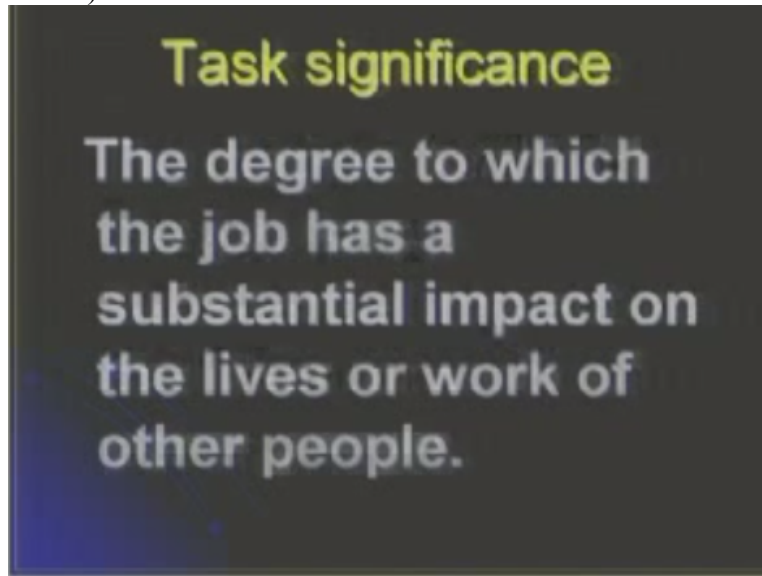 Task significance
The degree to which
the job has a
substantial impact on
the lives or work of
other people.